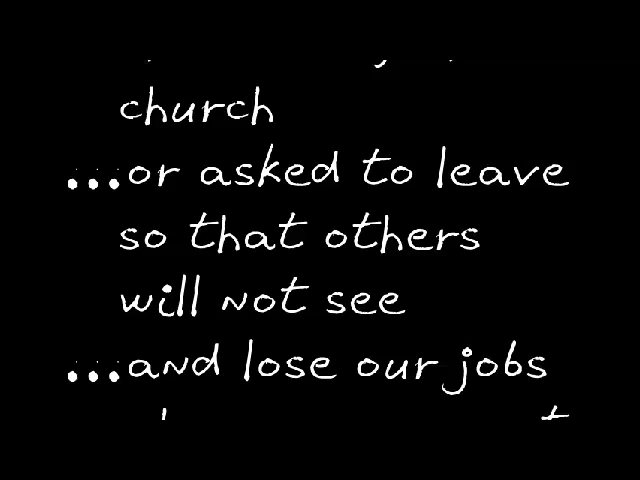 church
...or asked to leave
so that others
will not see
...and lose our jobs